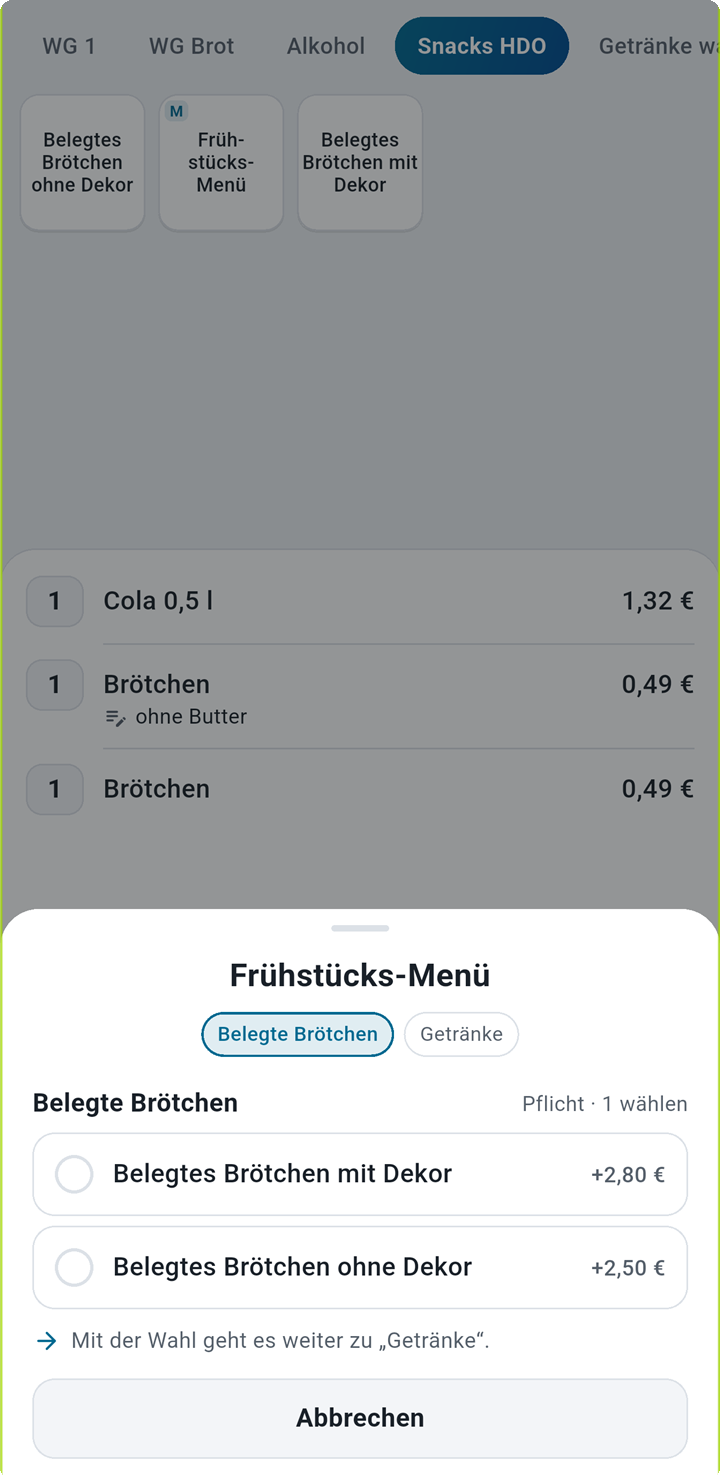 WG 1 WG Brot Alkohol Snacks HDO Getränke wa
Belegtes
Brötchen
ohne Dekor
M
Früh-
stücks-
Menü
Belegtes
Brötchen mit
Dekor
1 Cola 0,5 l 1,32 €
1 Brötchen 0,49 €
ohne Butter
1 Brötchen 0,49 €
Frühstücks-Menü
Belegte Brötchen Getränke
Belegte Brötchen Pflicht · 1 wählen
Belegtes Brötchen mit Dekor +2,80 €
Belegtes Brötchen ohne Dekor +2,50 €
Mit der Wahl geht es weiter zu „Getränke“.
Abbrechen